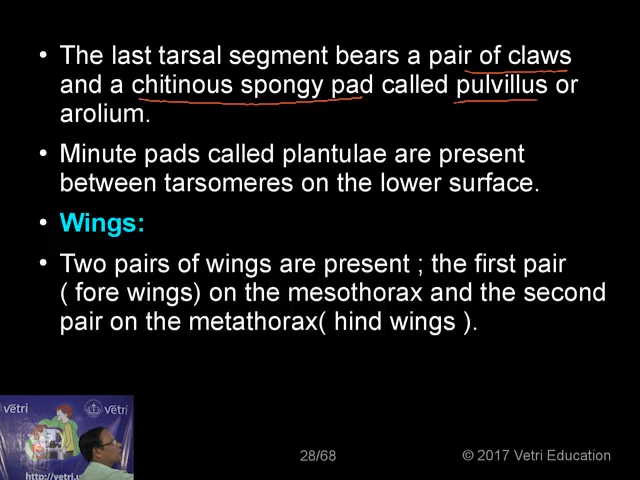 • The last tarsal segment bears a pair of claws
and a chitinous spongy pad called pulvillus or
arolium.
• Minute pads called plantulae are present
between tarsomeres on the lower surface.
• Wings:
• Two pairs of wings are present ; the first pair
( fore wings) on the mesothorax and the second
pair on the metathorax( hind wings ).
vetri
vetri
http://vetri.
28/68
© 2017 Vetri Education